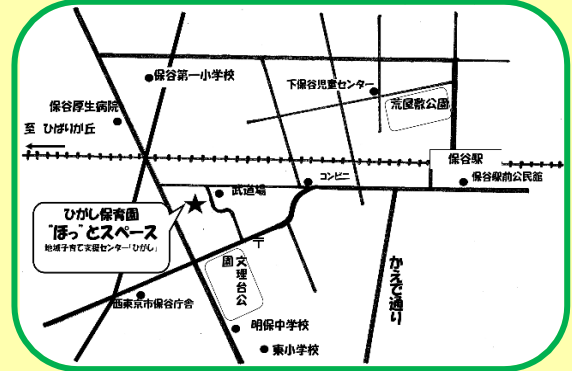 保谷第一小学校
下保谷児童センター
荒屋敷公園
保谷厚生病院
至 ひばりが丘
保谷駅
コンビニ
保谷駅前公民館
武道場
ひがし保育園
"ほっ"とスペース
地域子育て支援センター「ひがし」
〒
文理台公園
かえで通り
西東京市保谷庁舎
明保中学校
東小学校